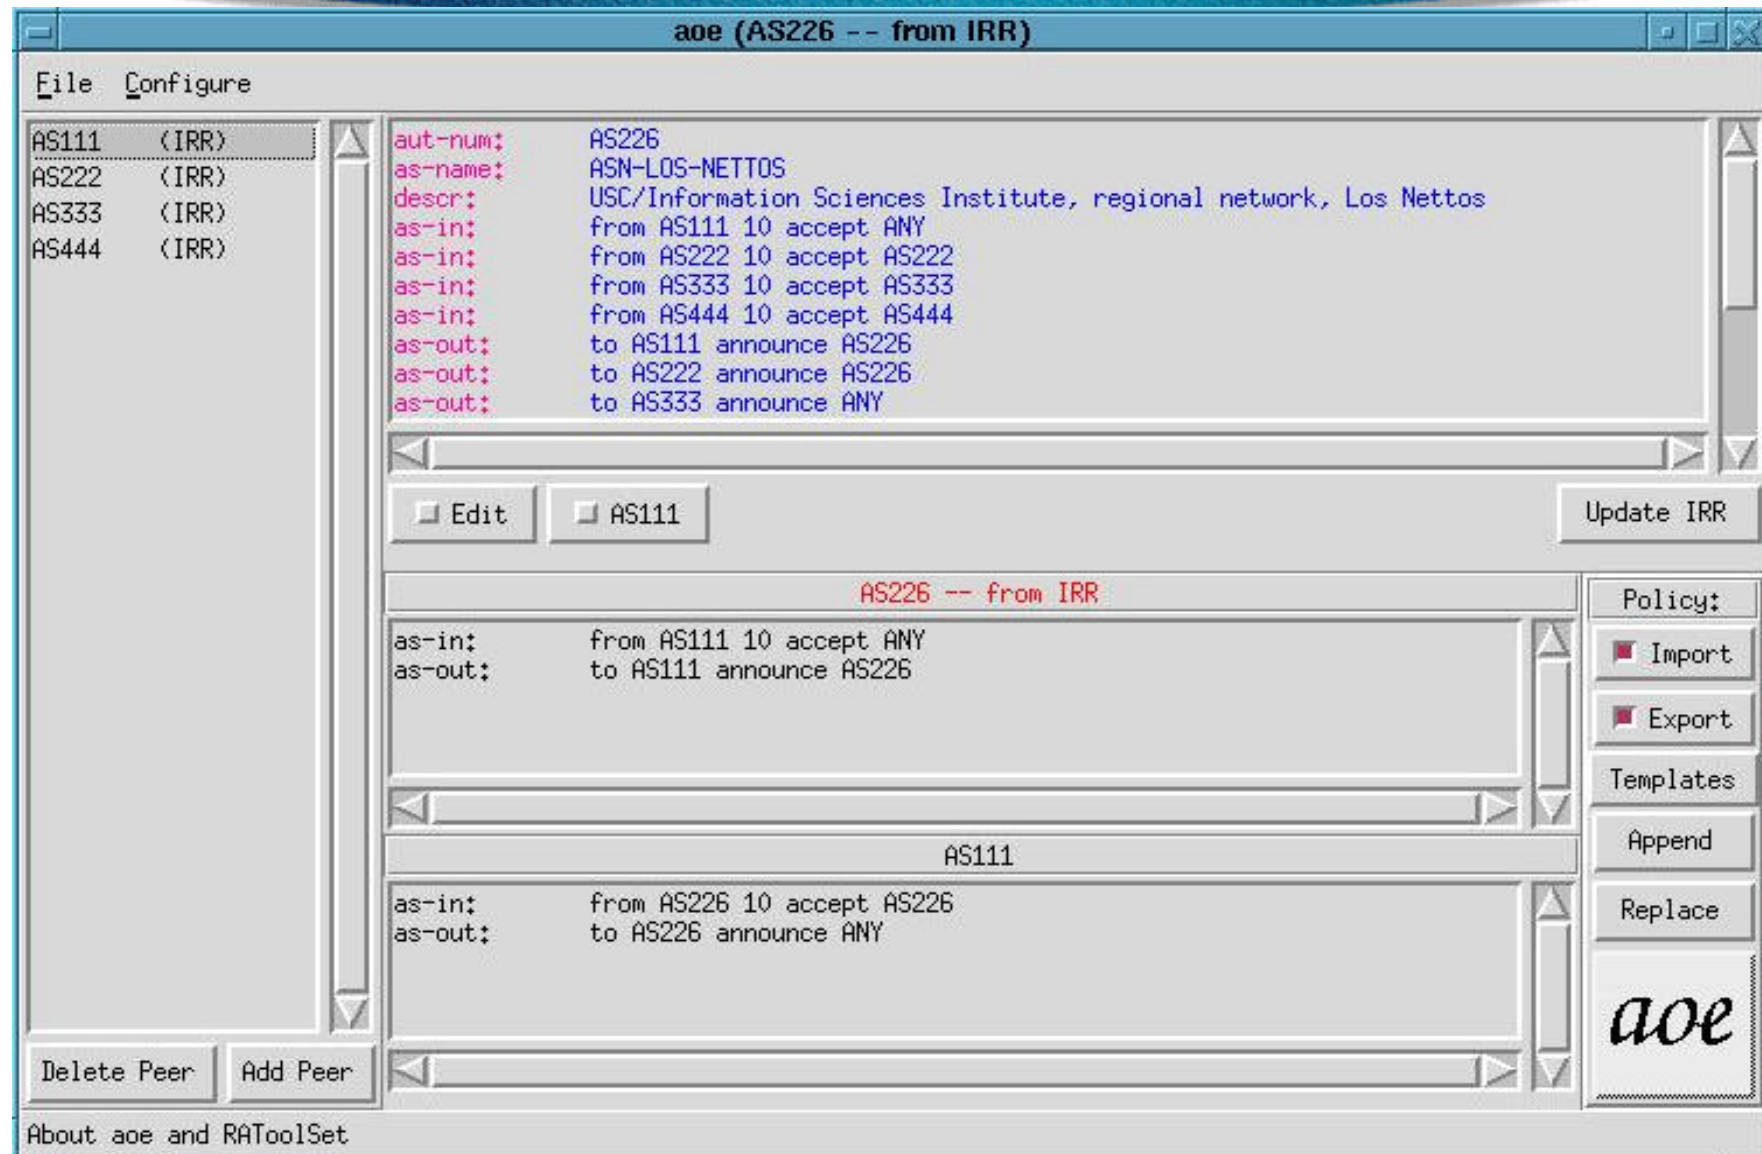 aoe (AS226 -- from IRR)
File Configure
AS111 (IRR)
AS222 (IRR)
AS333 (IRR)
AS444 (IRR)
aut-num: AS226
as-name: ASN-LOS-NETTOS
descr: USC/Information Sciences Institute, regional network, Los Nettos
as-in: from AS111 10 accept ANY
as-in: from AS222 10 accept AS222
as-in: from AS333 10 accept AS333
as-in: from AS444 10 accept AS444
as-out: to AS111 announce AS226
as-out: to AS222 announce AS226
as-out: to AS333 announce ANY
Edit AS111 Update IRR
AS226 -- from IRR
as-in: from AS111 10 accept ANY
as-out: to AS111 announce AS226
AS111
as-in: from AS226 10 accept AS226
as-out: to AS226 announce ANY
Policy:
Import
Export
Templates
Append
Replace
aoe
Delete Peer Add Peer
About aoe and RAToolSet